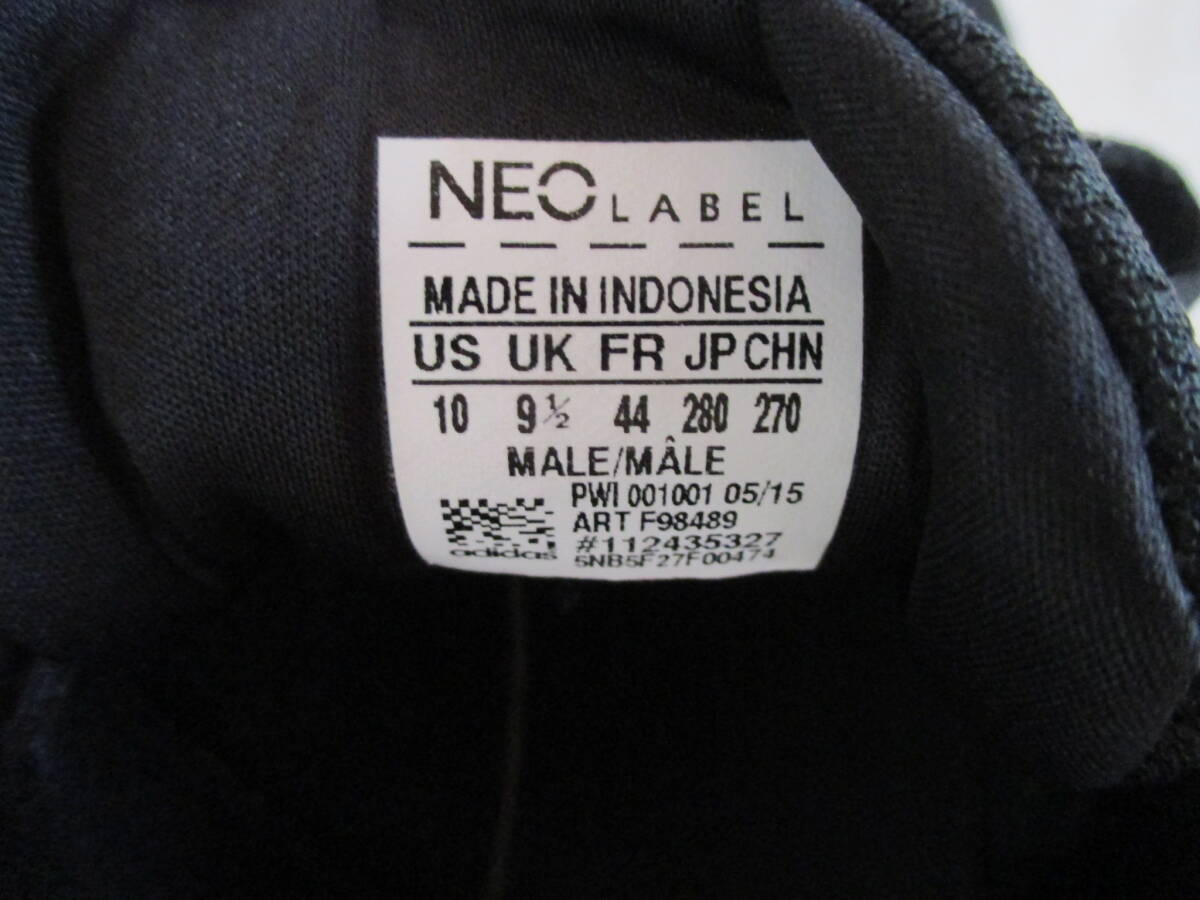 NEO LABEL
MADE IN INDONESIA
US UK FR JP CHN
10 9½ 44 280 270
MALE/MÂLE
PWI 001001 05/15
ART F98489
#112435327
adidas 5NB5F27F00474